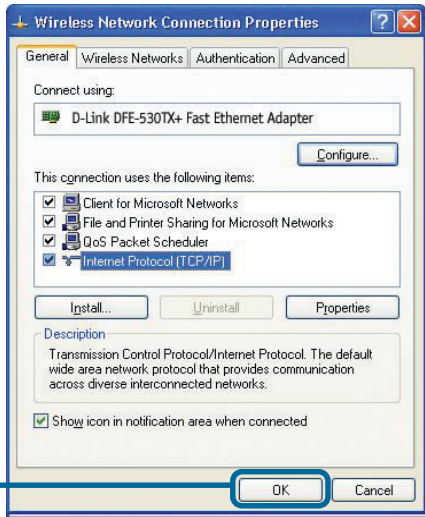 Wireless Network Connection Properties
General Wireless Networks Authentication Advanced
Connect using:
D-Link DFE-530TX+ Fast Ethernet Adapter
Configure...
This connection uses the following items:
Client for Microsoft Networks
File and Printer Sharing for Microsoft Networks
QoS Packet Scheduler
Internet Protocol (TCP/IP)
Install... Uninstall Properties
Description
Transmission Control Protocol/Internet Protocol. The default
wide area network protocol that provides communication
across diverse interconnected networks.
Show icon in notification area when connected
OK Cancel